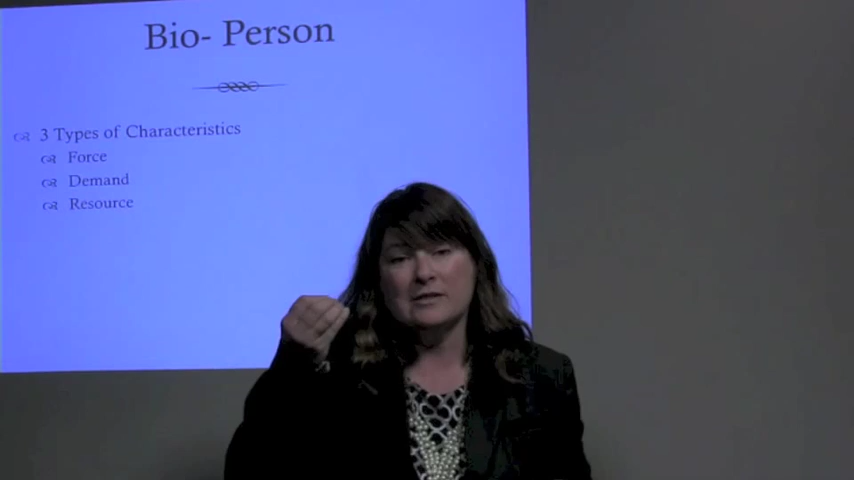 Bio- Person
3 Types of Characteristics
Force
Demand
Resource